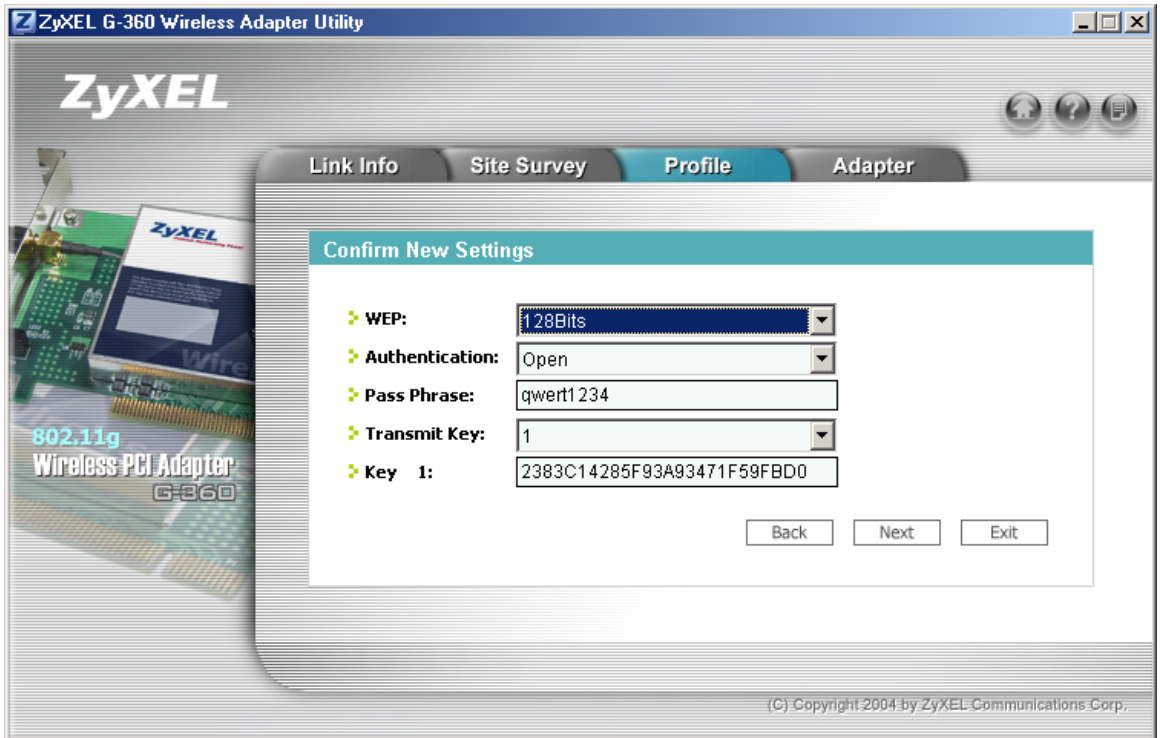 ZyXEL G-360 Wireless Adapter Utility
ZyXEL
Link Info Site Survey Profile Adapter
ZyXEL
Wire
802.11g
Wireless PCI Adapter
G-360
Confirm New Settings
WEP: 128Bits
Authentication: Open
Pass Phrase: qwert1234
Transmit Key: 1
Key 1: 2383C14285F93A93471F59FBD0
Back Next Exit
(C) Copyright 2004 by ZyXEL Communications Corp.